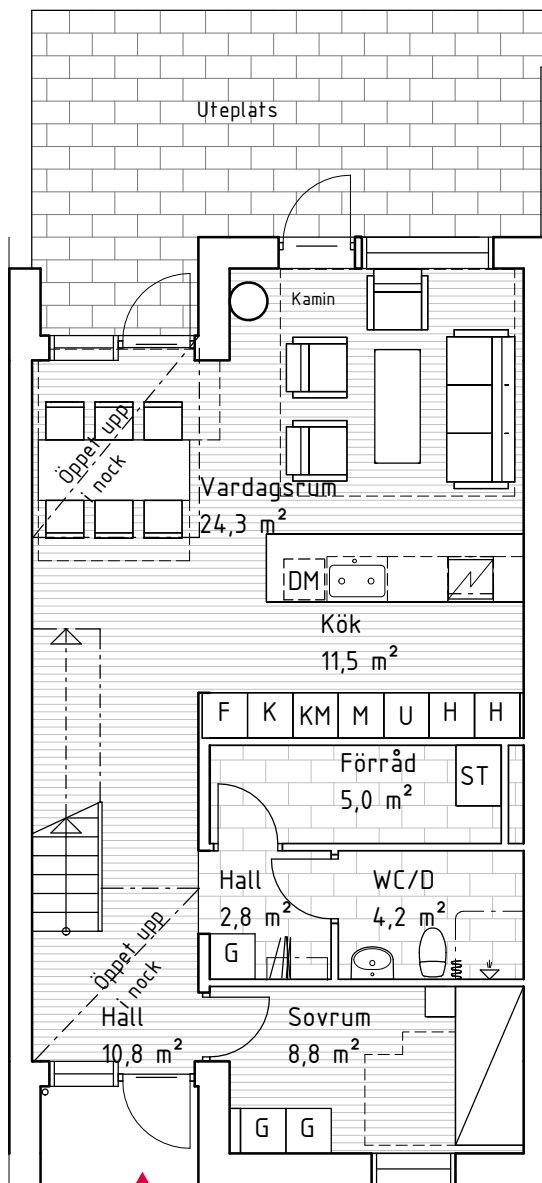 Uteplats
Kamin
Öppet upp
i nock
Vardagsrum
24,3 m²
DM
Kök
11,5 m²
F K KM M U H H
Förråd
5,0 m²
ST
Hall
2,8 m²
WC/D
4,2 m²
G
Öppet upp
i nock
Hall
10,8 m²
Sovrum
8,8 m²
G G